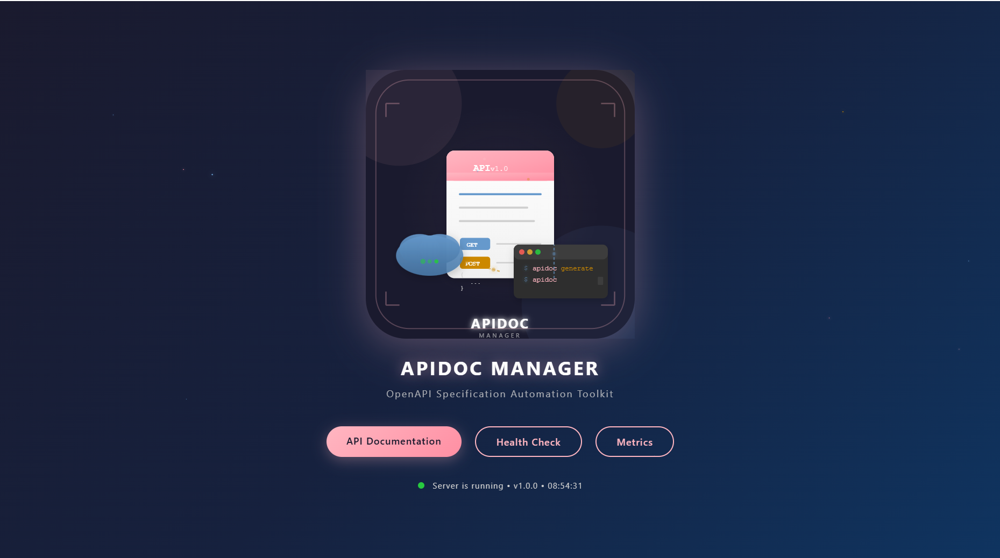 APIv1.0
GET
POST
{
...
}
$ apidoc generate
$ apidoc
APIDOC
MANAGER
APIDOC MANAGER
OpenAPI Specification Automation Toolkit
API Documentation
Health Check
Metrics
Server is running • v1.0.0 • 08:54:31